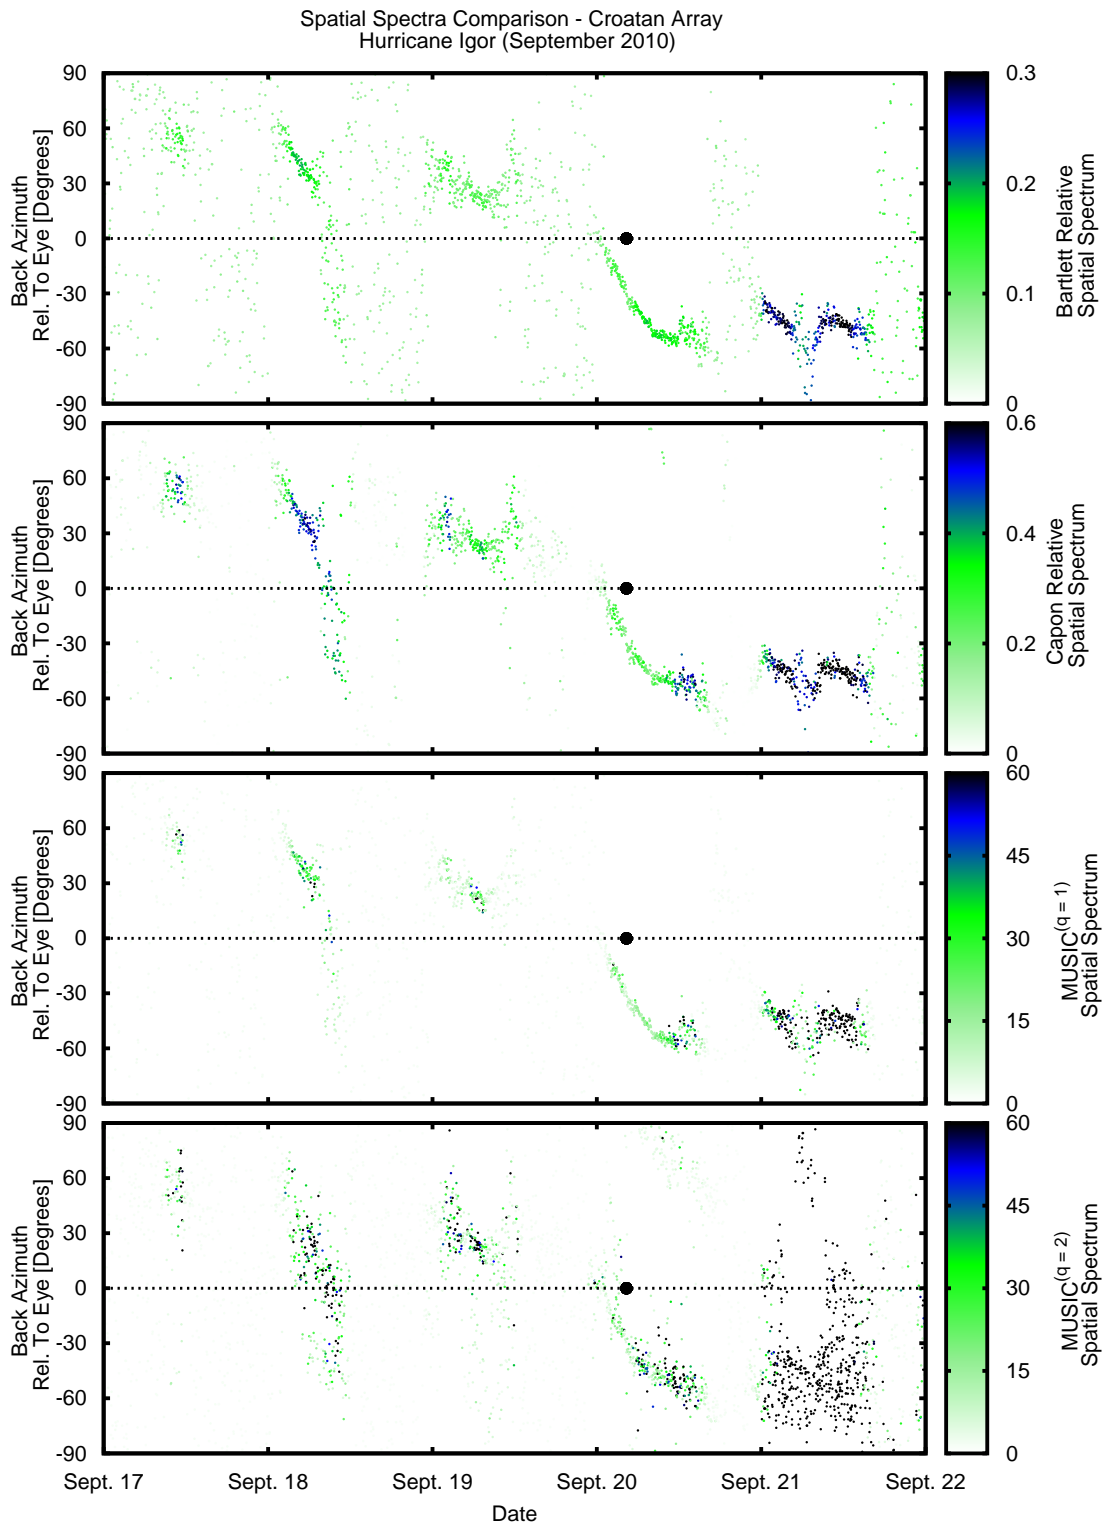 Spatial Spectra Comparison - Croatan Array
Hurricane Igor (September 2010)
90
60
30
0
-30
-60
-90
Back Azimuth
Rel. To Eye [Degrees]
0.3
0.2
0.1
0
Bartlett Relative
Spatial Spectrum
90
60
30
0
-30
-60
-90
Back Azimuth
Rel. To Eye [Degrees]
0.6
0.4
0.2
0
Capon Relative
Spatial Spectrum
90
60
30
0
-30
-60
-90
Back Azimuth
Rel. To Eye [Degrees]
60
45
30
15
0
MUSIC(q = 1)
Spatial Spectrum
90
60
30
0
-30
-60
-90
Back Azimuth
Rel. To Eye [Degrees]
60
45
30
15
0
MUSIC(q = 2)
Spatial Spectrum
Sept. 17 Sept. 18 Sept. 19 Sept. 20 Sept. 21 Sept. 22
Date